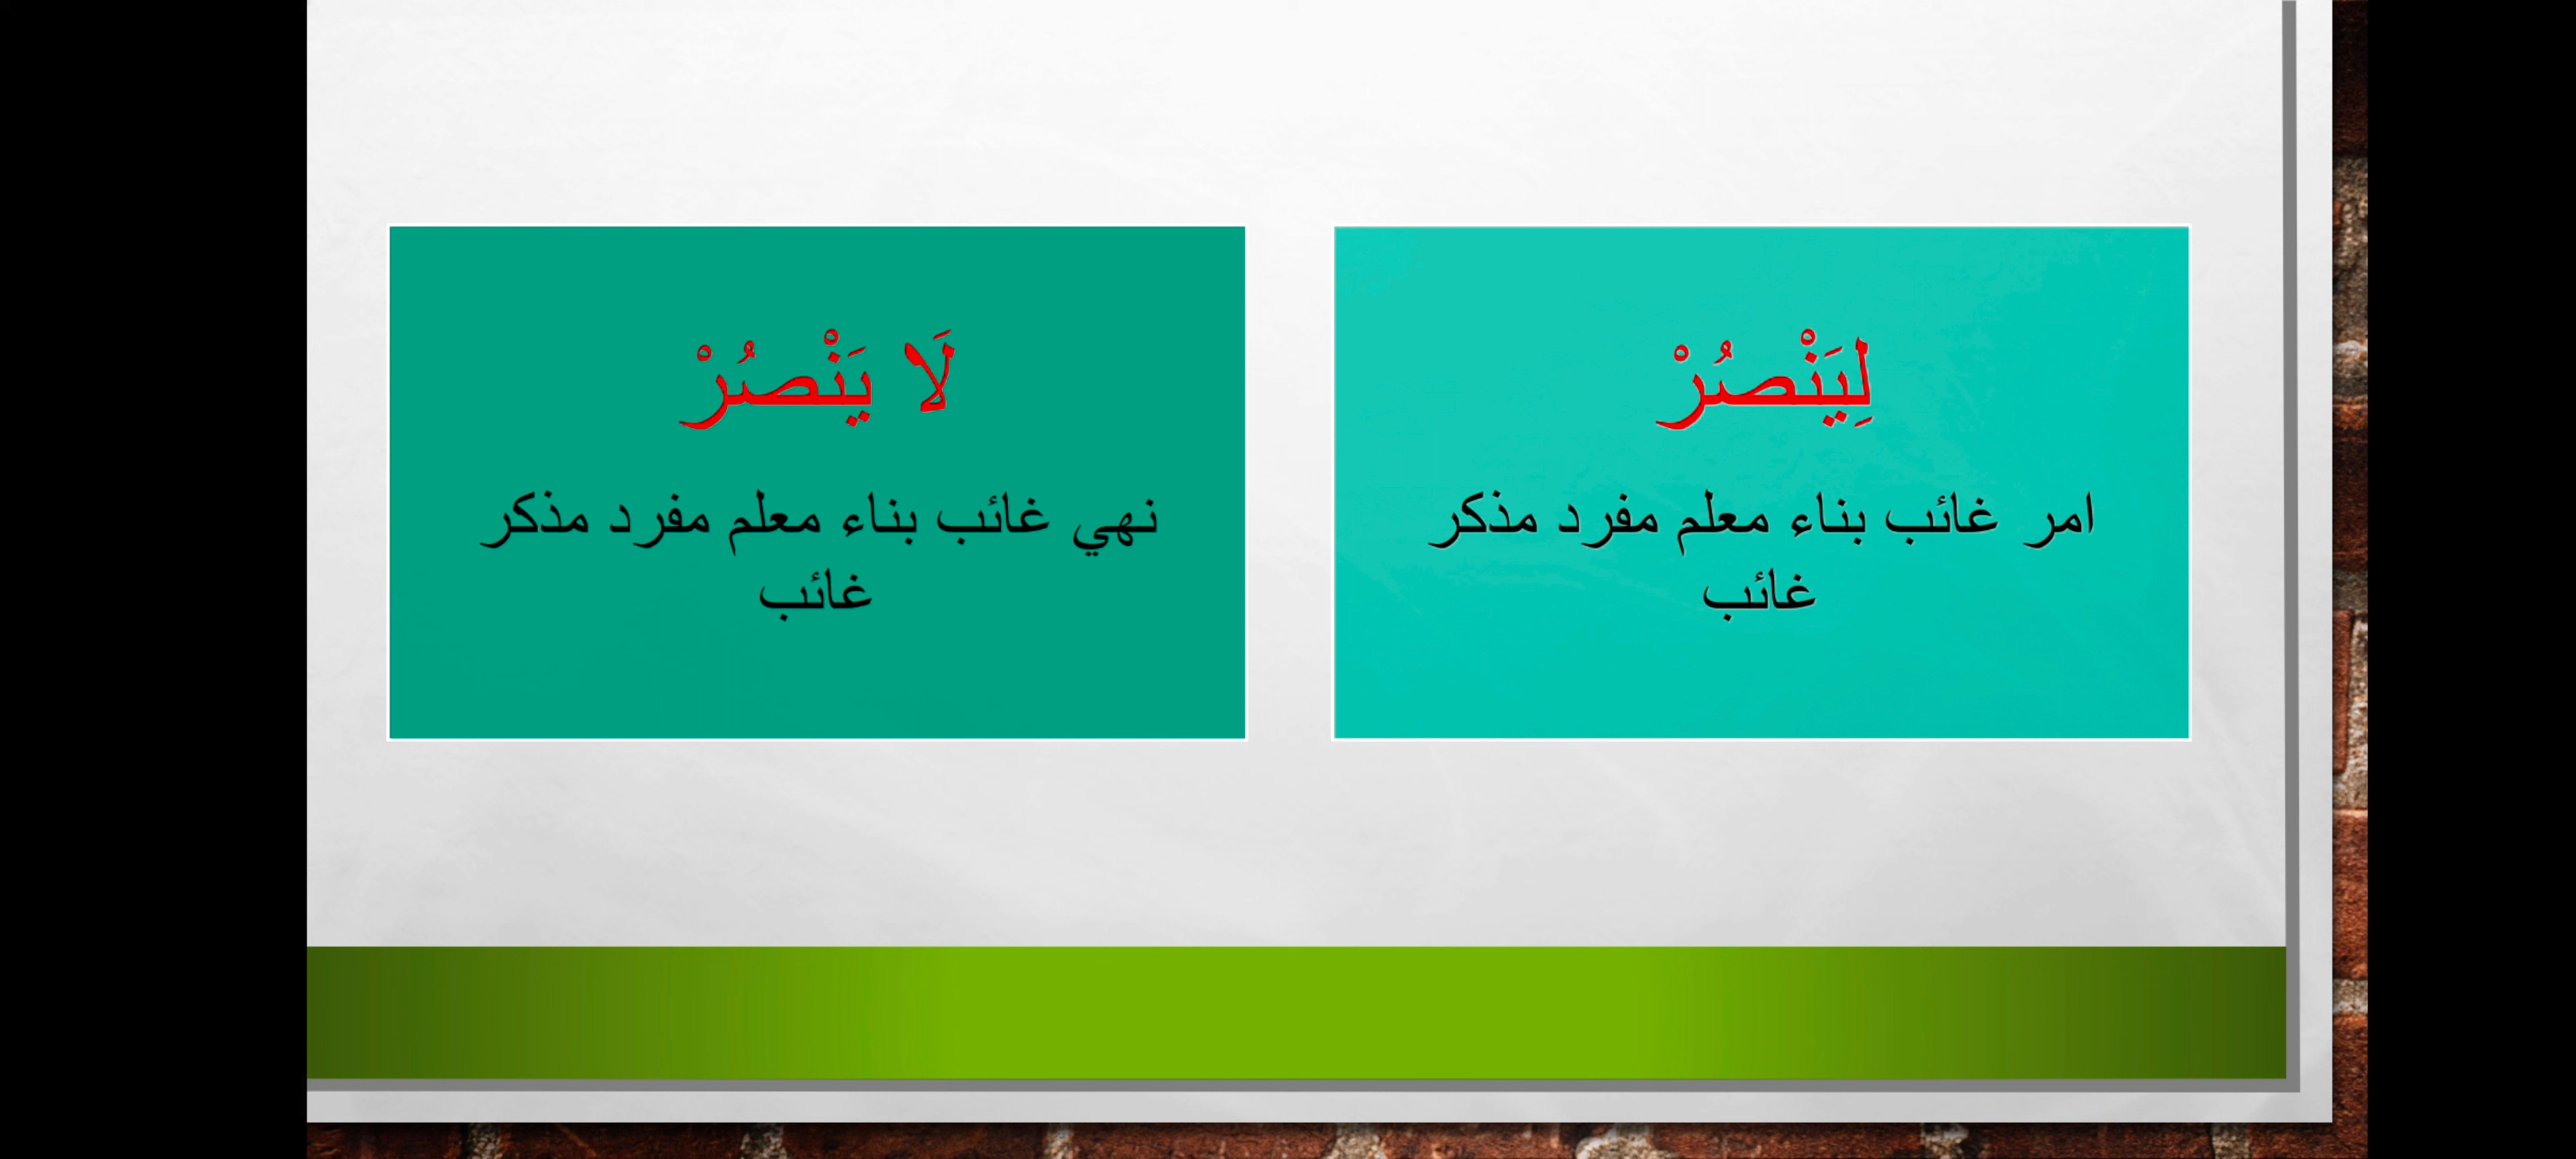 لِيَنْصُرْ
امر غائب بناء معلم مفرد مذكر
غائب
لَا يَنْصُرْ
نهي غائب بناء معلم مفرد مذكر
غائب